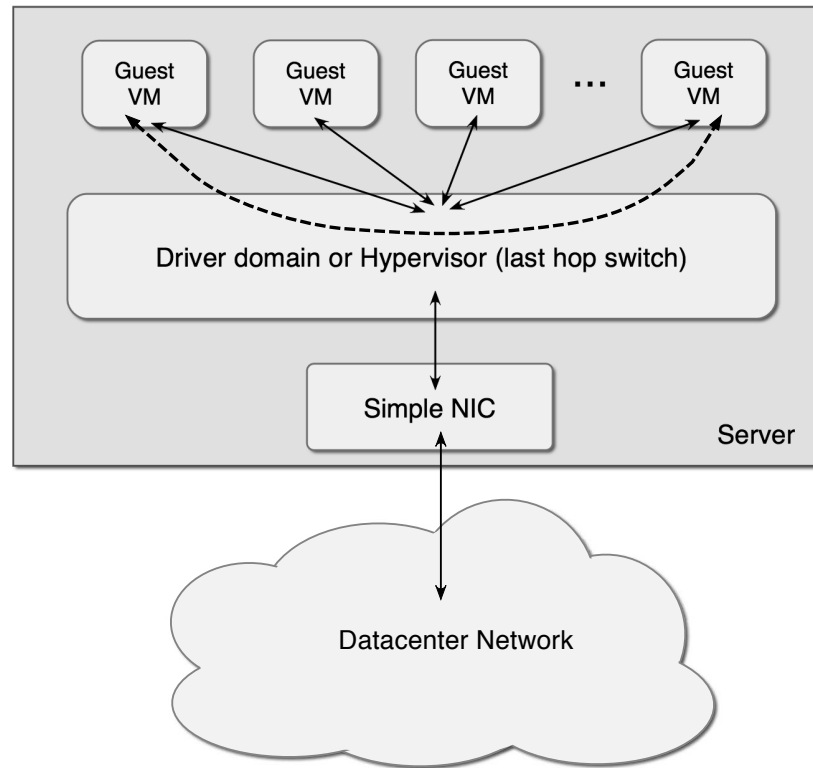 Guest
VM
Guest
VM
Guest
VM
...
Guest
VM
Driver domain or Hypervisor (last hop switch)
Simple NIC
Server
Datacenter Network